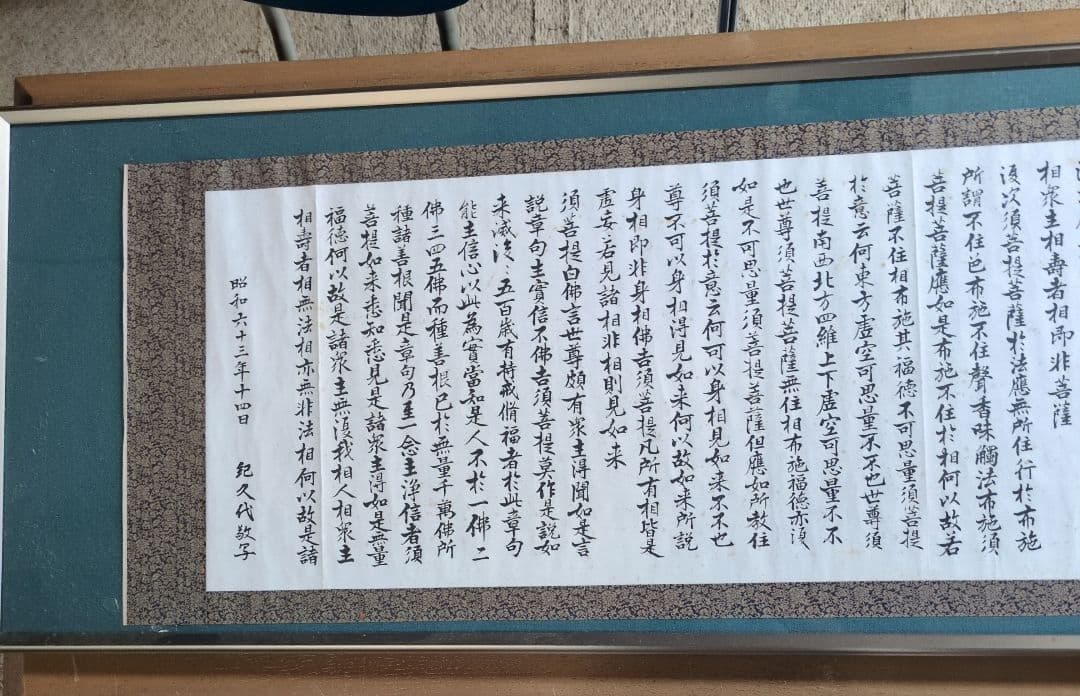 相衆生相壽者相即非菩薩
復次須菩提菩薩於法應無所住行於布施
所謂不住色布施不住聲香味觸法布施須
菩提菩薩應如是布施不住於相何以故若
菩薩不住相布施其福徳不可思量須菩提
於意云何東方虚空可思量不不也世尊須
菩提南西北方四維上下虚空可思量不不
也世尊須菩提菩薩無住相布施福徳亦復
如是不可思量須菩提菩薩但應如所教住
須菩提於意云何可以身相見如来不不也
尊不可以身相得見如来何以故如来所説
身相即非身相佛告須菩提凡所有相皆是
虚妄若見諸相非相則見如来
須菩提白佛言世尊頗有衆生得聞如是言
説章句生實信不佛告須菩提莫作是説如
来滅後〻五百歳有持戒脩福者於此章句
能生信心以此為實當知是人不於一佛二
佛三四五佛而種善根已於無量千萬佛所
種諸善根聞是章句乃至一念生浄信者須
菩提如来悉知悉見是諸衆生得如是無量
福徳何以故是諸衆生無復我相人相衆生
相壽者相無法相亦無非法相何以故是諸
昭和六十三年十四日 紀久代敬写